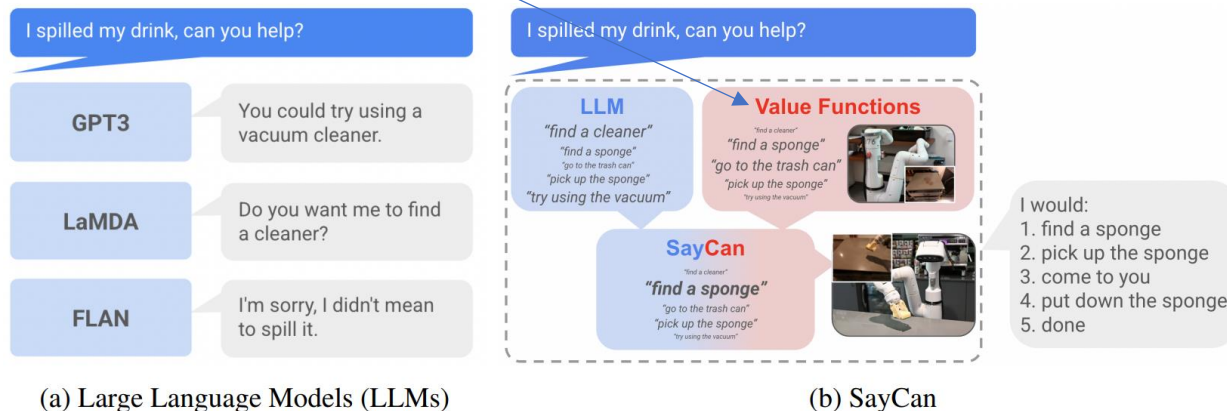 I spilled my drink, can you help?
GPT3
You could try using a
vacuum cleaner.
LaMDA
Do you want me to find
a cleaner?
FLAN
I'm sorry, I didn't mean
to spill it.
(a) Large Language Models (LLMs)
I spilled my drink, can you help?
LLM
“find a cleaner”
“find a sponge”
“go to the trash can”
“pick up the sponge”
“try using the vacuum”
Value Functions
“find a cleaner”
“find a sponge”
“go to the trash can”
“pick up the sponge”
“try using the vacuum”
SayCan
“find a cleaner”
“find a sponge”
“go to the trash can”
“pick up the sponge”
“try using the vacuum”
I would:
1. find a sponge
2. pick up the sponge
3. come to you
4. put down the sponge
5. done
(b) SayCan